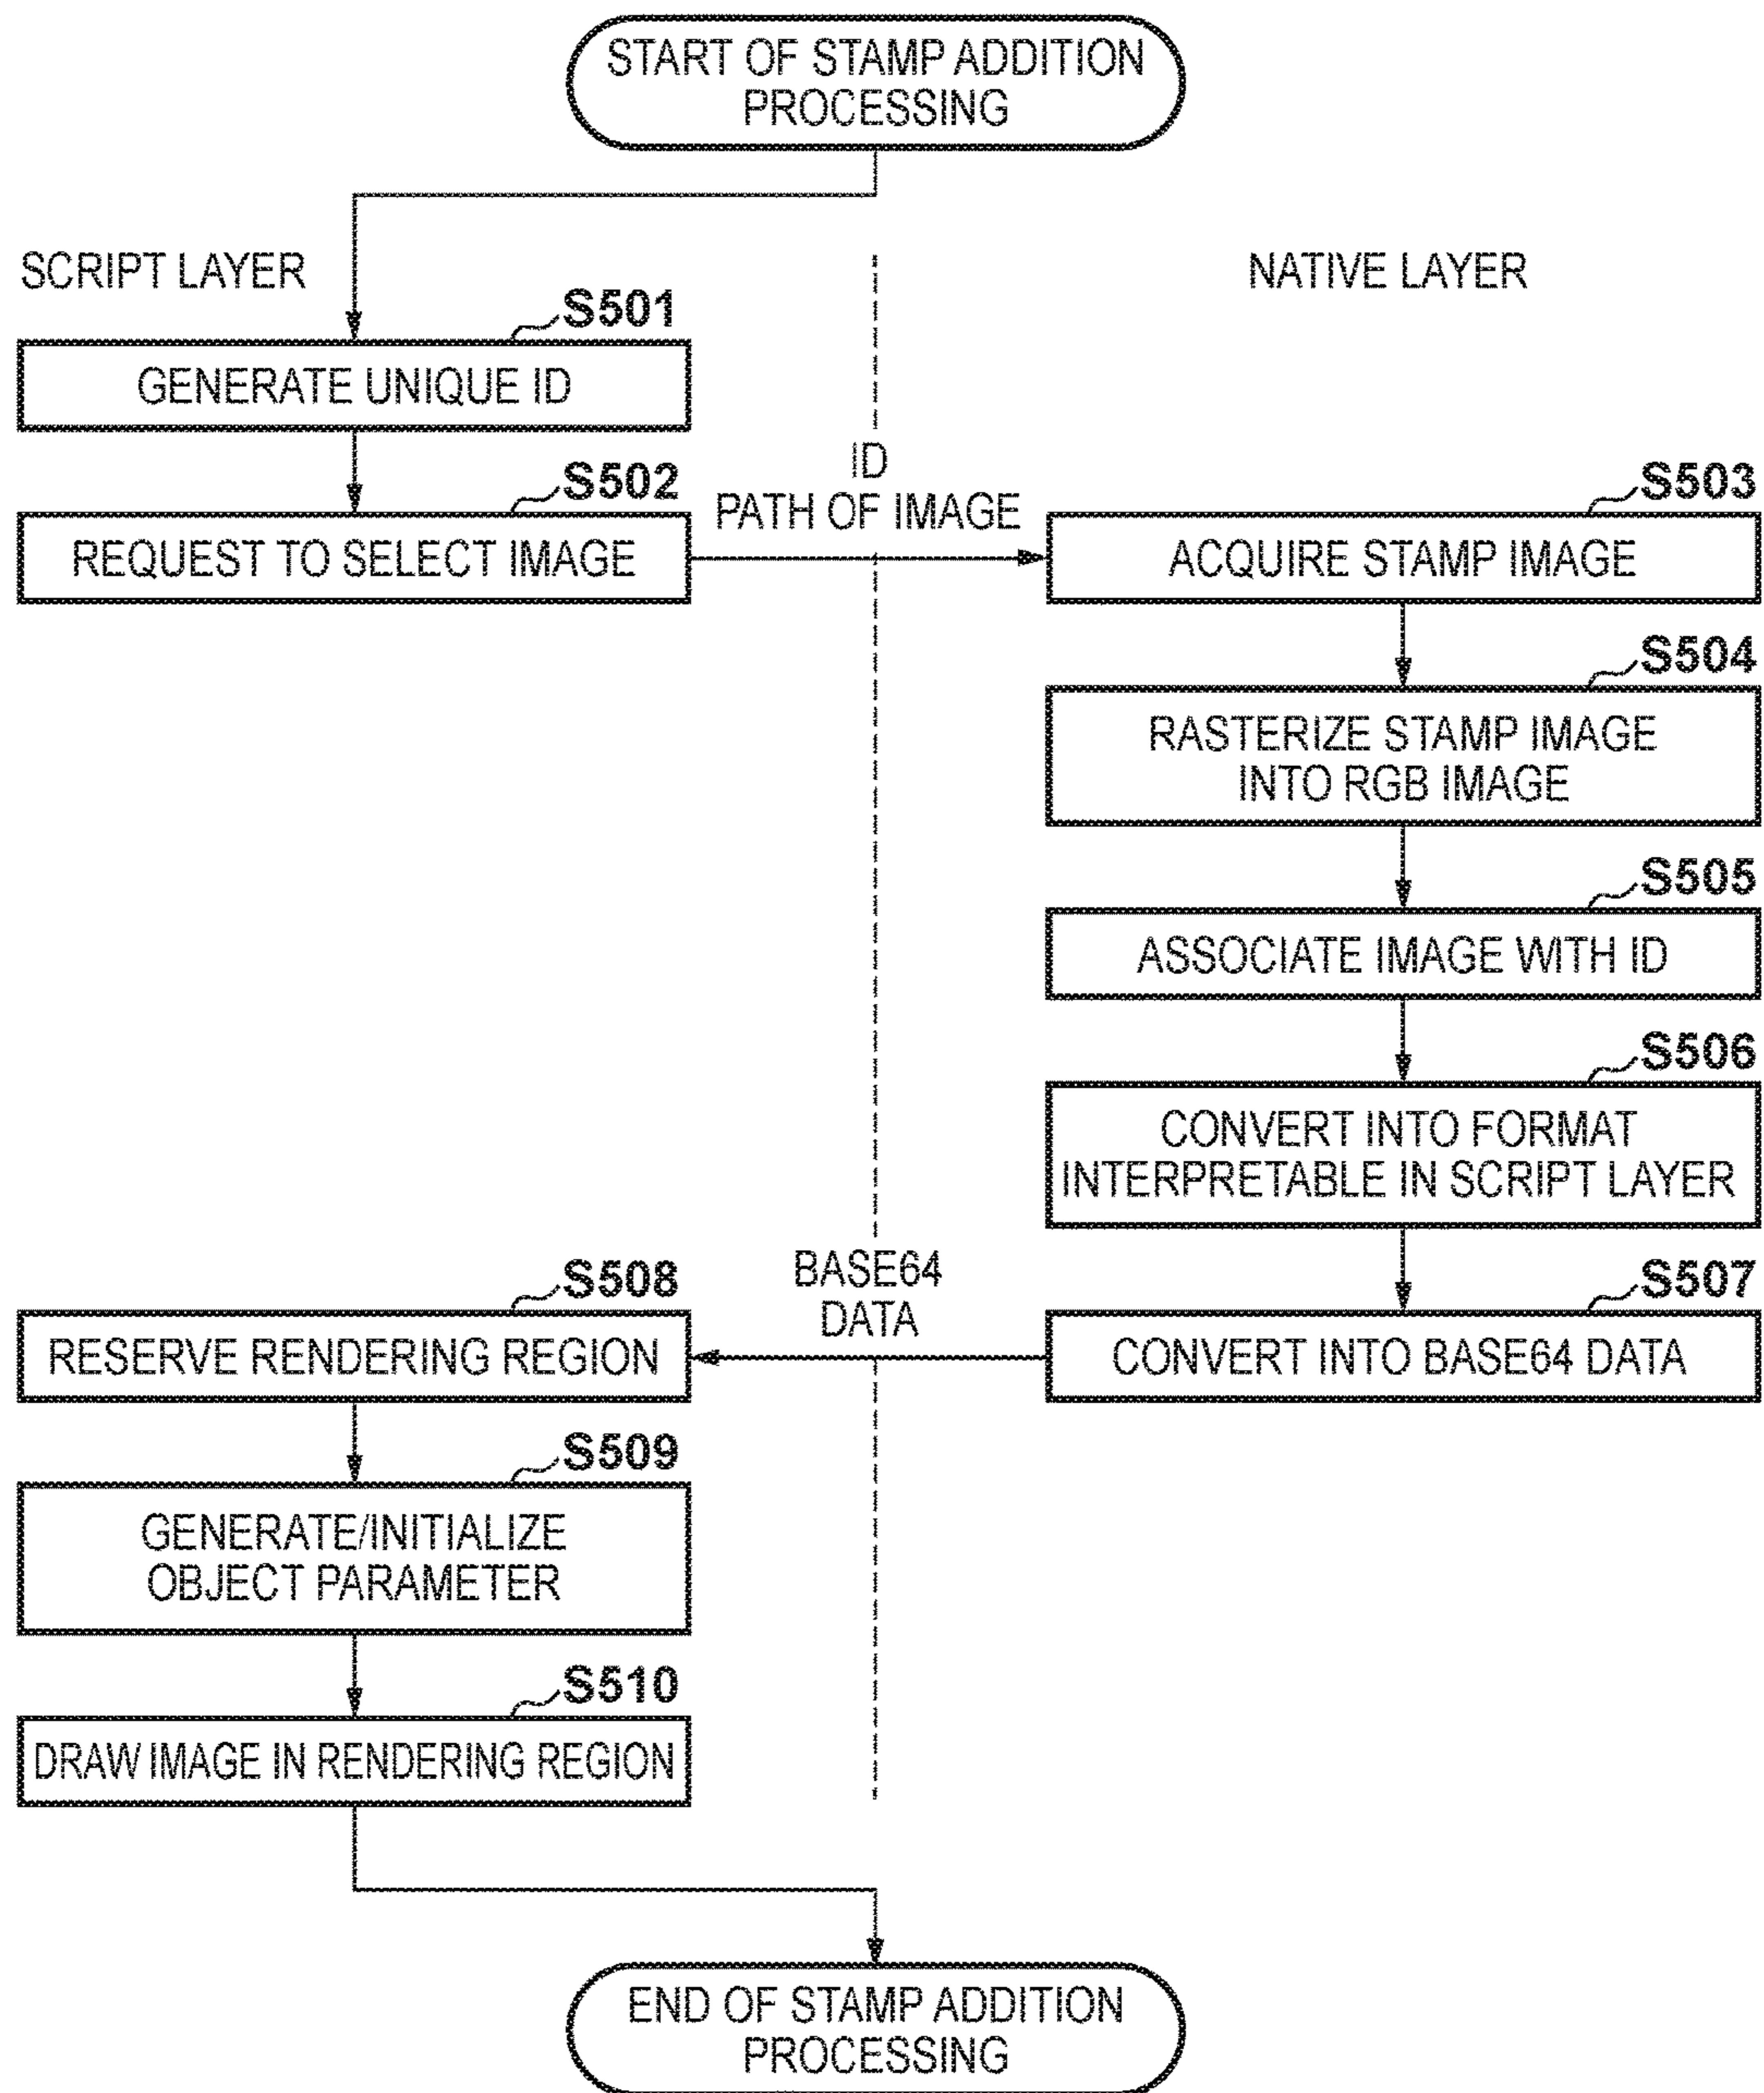 START OF STAMP ADDITION
PROCESSING
SCRIPT LAYER
NATIVE LAYER
S501
GENERATE UNIQUE ID
S502
REQUEST TO SELECT IMAGE
ID
PATH OF IMAGE
S503
ACQUIRE STAMP IMAGE
S504
RASTERIZE STAMP IMAGE
INTO RGB IMAGE
S505
ASSOCIATE IMAGE WITH ID
S506
CONVERT INTO FORMAT
INTERPRETABLE IN SCRIPT LAYER
S507
CONVERT INTO BASE64 DATA
BASE64
DATA
S508
RESERVE RENDERING REGION
S509
GENERATE/INITIALIZE
OBJECT PARAMETER
S510
DRAW IMAGE IN RENDERING REGION
END OF STAMP ADDITION
PROCESSING